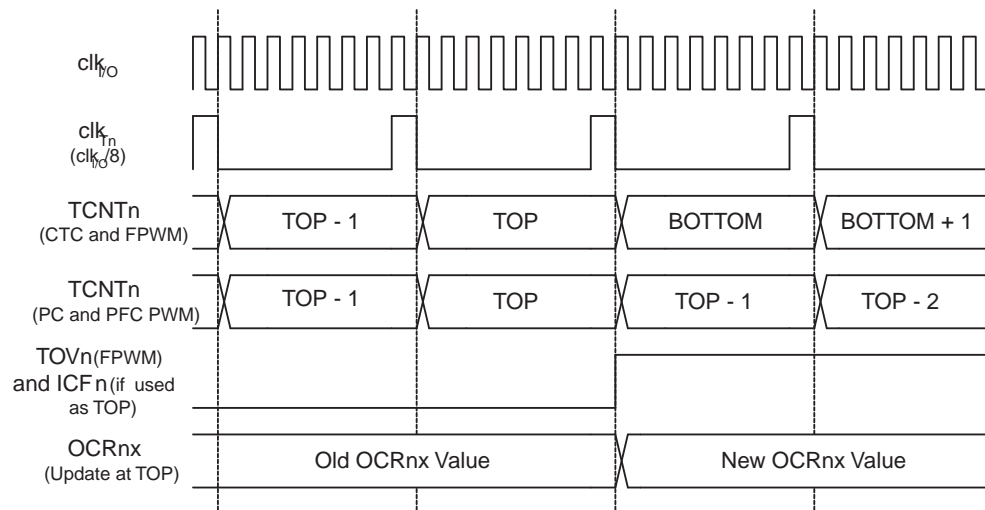 clkI/O
clkTn
(clkI/O/8)
TCNTn
(CTC and FPWM)
TOP - 1 TOP BOTTOM BOTTOM + 1
TCNTn
(PC and PFC PWM)
TOP - 1 TOP TOP - 1 TOP - 2
TOVn(FPWM)
and ICFn(if used
as TOP)
OCRnx
(Update at TOP)
Old OCRnx Value New OCRnx Value